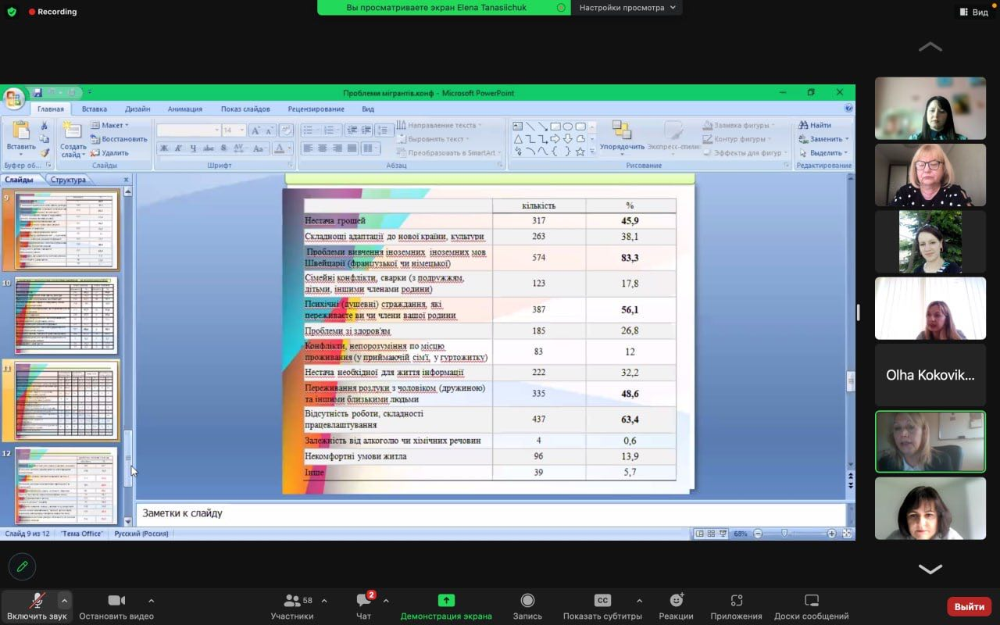 Recording
Вы просматриваете экран Elena Tanasiichuk
Настройки просмотра
Вид
Проблеми мігрантів.конф - Microsoft PowerPoint
Главная Вставка Дизайн Анимация Показ слайдов Рецензирование Вид
Вставить
Буфер об...
Создать слайд
Макет
Восстановить
Удалить
Слайды
14
Шрифт
Направление текста
Выровнять текст
Преобразовать в SmartArt
Абзац
Упорядочить
Экспресс-стили
Заливка фигуры
Контур фигуры
Эффекты для фигур
Рисование
Найти
Заменить
Выделить
Редактирование
Слайды Структура
9
10
11
12
кількість %
Нестача грошей 317 45,9
Складнощі адаптації до нової країни, культури 263 38,1
Проблеми вивчення іноземних іноземних мов
Швейцарії (французької чи німецької) 574 83,3
Сімейні конфлікти, сварки (з подружжям,
дітьми, іншими членами родини) 123 17,8
Психічні (душевні) страждання, які
переживаєте ви чи члени вашої родини 387 56,1
Проблеми зі здоров'ям 185 26,8
Конфлікти, непорозуміння по місцю
проживання (у приймаючій сім'ї, у гуртожитку) 83 12
Нестача необхідної для життя інформації 222 32,2
Переживання розлуки з чоловіком (дружиною)
та іншими близькими людьми 335 48,6
Відсутність роботи, складності
працевлаштування 437 63,4
Залежність від алкоголю чи хімічних речовин 4 0,6
Некомфортні умови житла 96 13,9
Інше 39 5,7
Заметки к слайду
Слайд 9 из 12 "Тема Office" Русский (Россия)
68%
Olha Kokovik...
Включить звук
Остановить видео
58
Участники
2
Чат
Демонстрация экрана
Запись
CC
Показать субтитры
Реакции
Приложения
Доски сообщений
Выйти